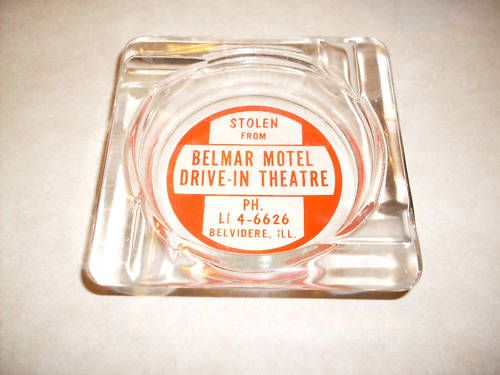 STOLEN
FROM
BELMAR MOTEL
DRIVE-IN THEATRE
PH.
LI 4-6626
BELVIDERE, ILL.